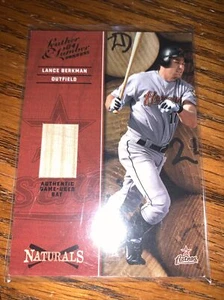 Leather and Lumber
LANCE BERKMAN
OUTFIELD
AUTHENTIC
GAME-USED
BAT
NATURALS
Astros